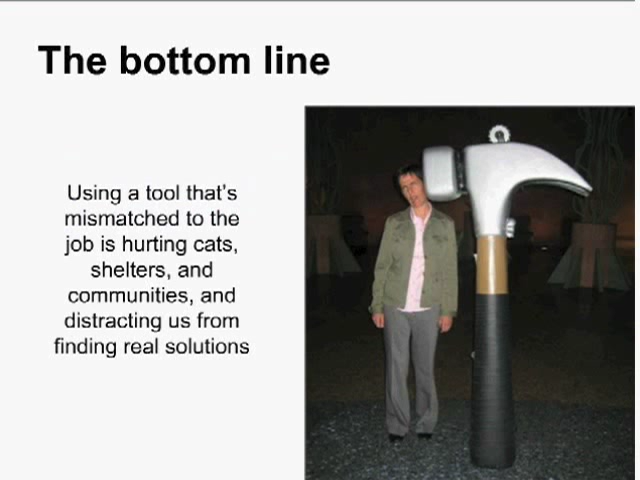 The bottom line
Using a tool that's
mismatched to the
job is hurting cats,
shelters, and
communities, and
distracting us from
finding real solutions